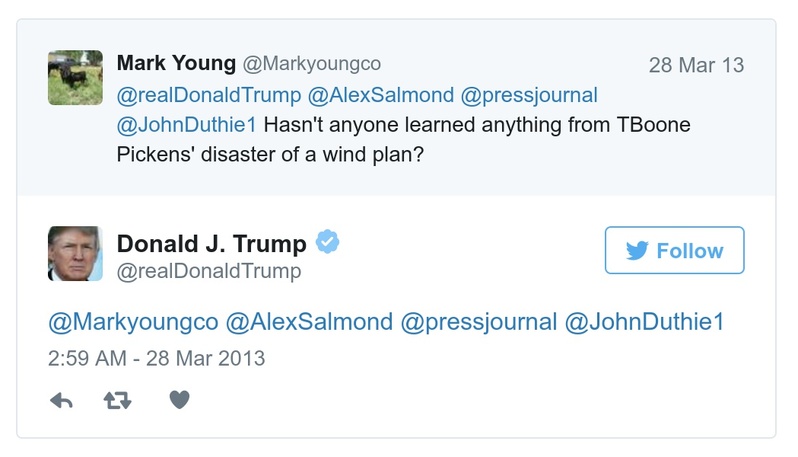 Mark Young @Markyoungco 28 Mar 13
@realDonaldTrump @AlexSalmond @pressjournal
@JohnDuthie1 Hasn't anyone learned anything from TBoone
Pickens' disaster of a wind plan?
Donald J. Trump
@realDonaldTrump
Follow
@Markyoungco @AlexSalmond @pressjournal @JohnDuthie1
2:59 AM - 28 Mar 2013